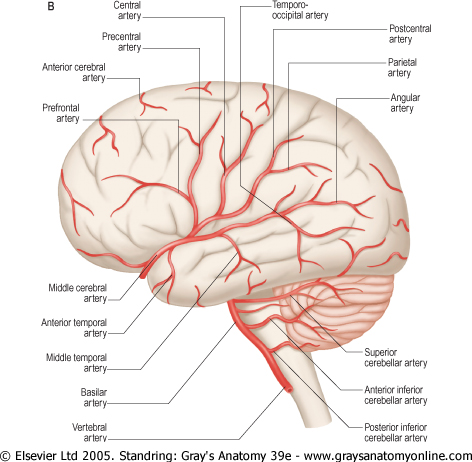 B
Central
artery
Temporo-
occipital artery
Precentral
artery
Postcentral
artery
Anterior cerebral
artery
Parietal
artery
Prefrontal
artery
Angular
artery
Middle cerebral
artery
Anterior temporal
artery
Middle temporal
artery
Superior
cerebellar artery
Basilar
artery
Anterior inferior
cerebellar artery
Vertebral
artery
Posterior inferior
cerebellar artery
© Elsevier Ltd 2005. Standring: Gray's Anatomy 39e - www.graysanatomyonline.com